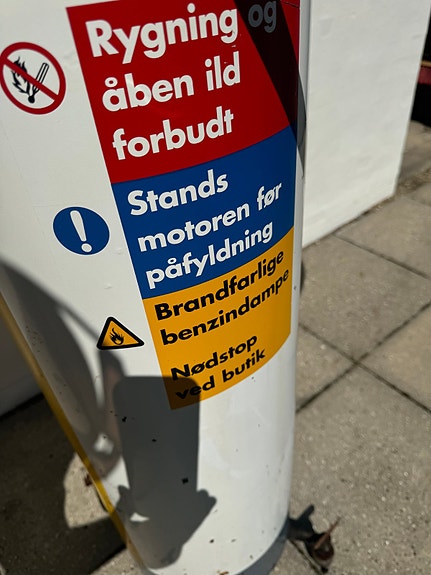 Rygning og
åben ild
forbudt
Stands
motoren før
påfyldning
Brandfarlige
benzindampe
Nødstop
ved butik